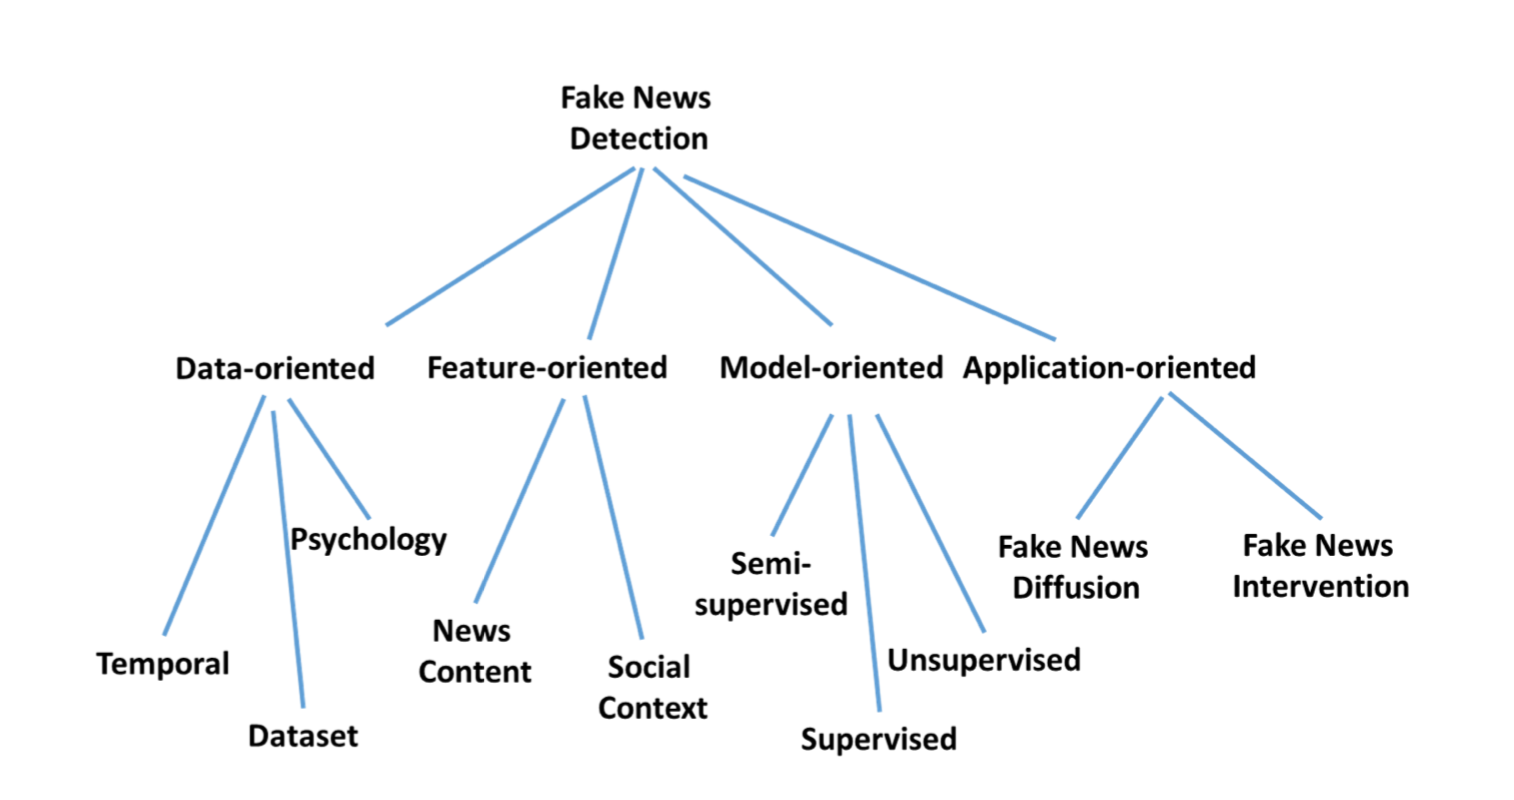 Fake News
Detection
Data-oriented
Feature-oriented
Model-oriented
Application-oriented
Temporal
Dataset
Psychology
News
Content
Social
Context
Semi-
supervised
Supervised
Unsupervised
Fake News
Diffusion
Fake News
Intervention